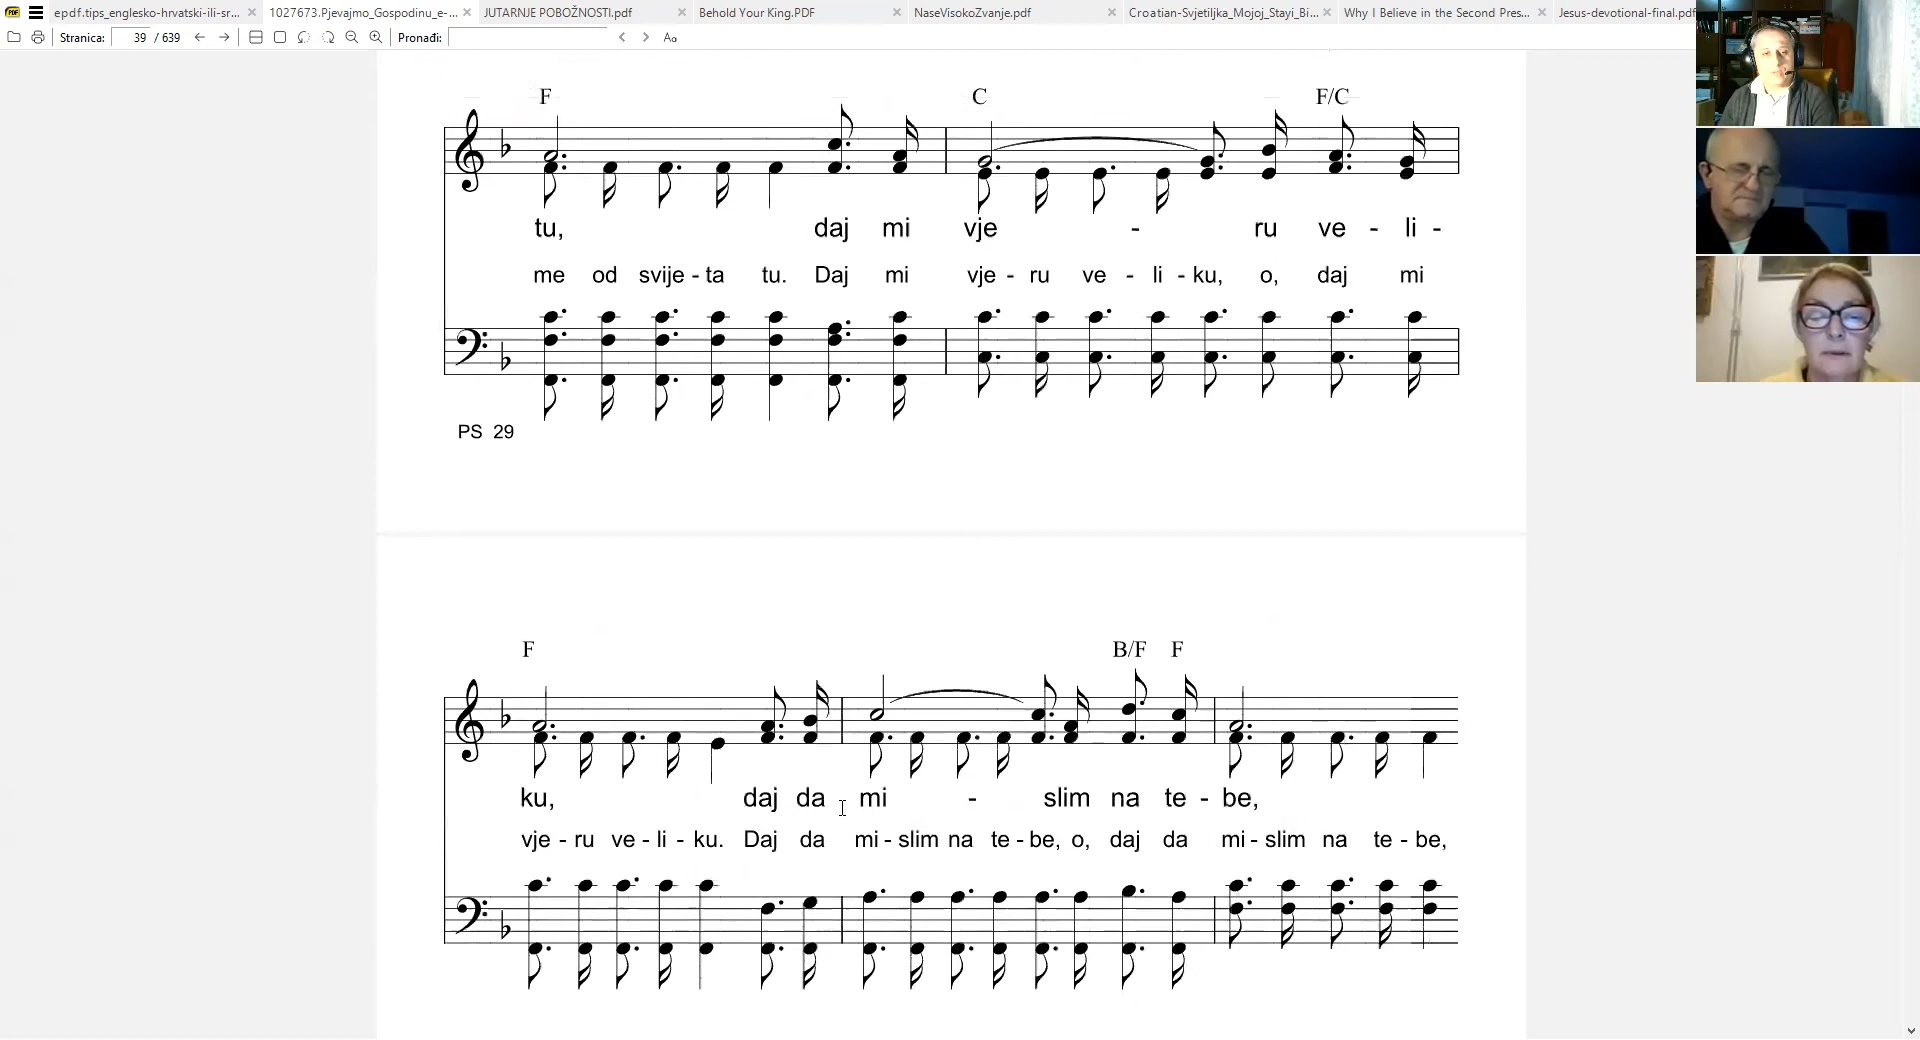 epdf.tips_englesko-hrvatski-ili-sr... 1027673.Pjevajmo_Gospodinu_e-... JUTARNJE POBOŽNOSTI.pdf Behold Your King.PDF NaseVisokoZvanje.pdf Croatian-Svjetiljka_Mojoj_Stayi_Bi... Why I Believe in the Second Pres... Jesus-devotional-final.pdf
Stranica: 39 / 639 Pronađi: Aa
F C F/C
tu, daj mi vje - ru ve - li -
me od svije - ta tu. Daj mi vje - ru ve - li - ku, o, daj mi
PS 29
F B/F F
ku, daj da mi - slim na te - be,
vje - ru ve - li - ku. Daj da mi - slim na te - be, o, daj da mi - slim na te - be,